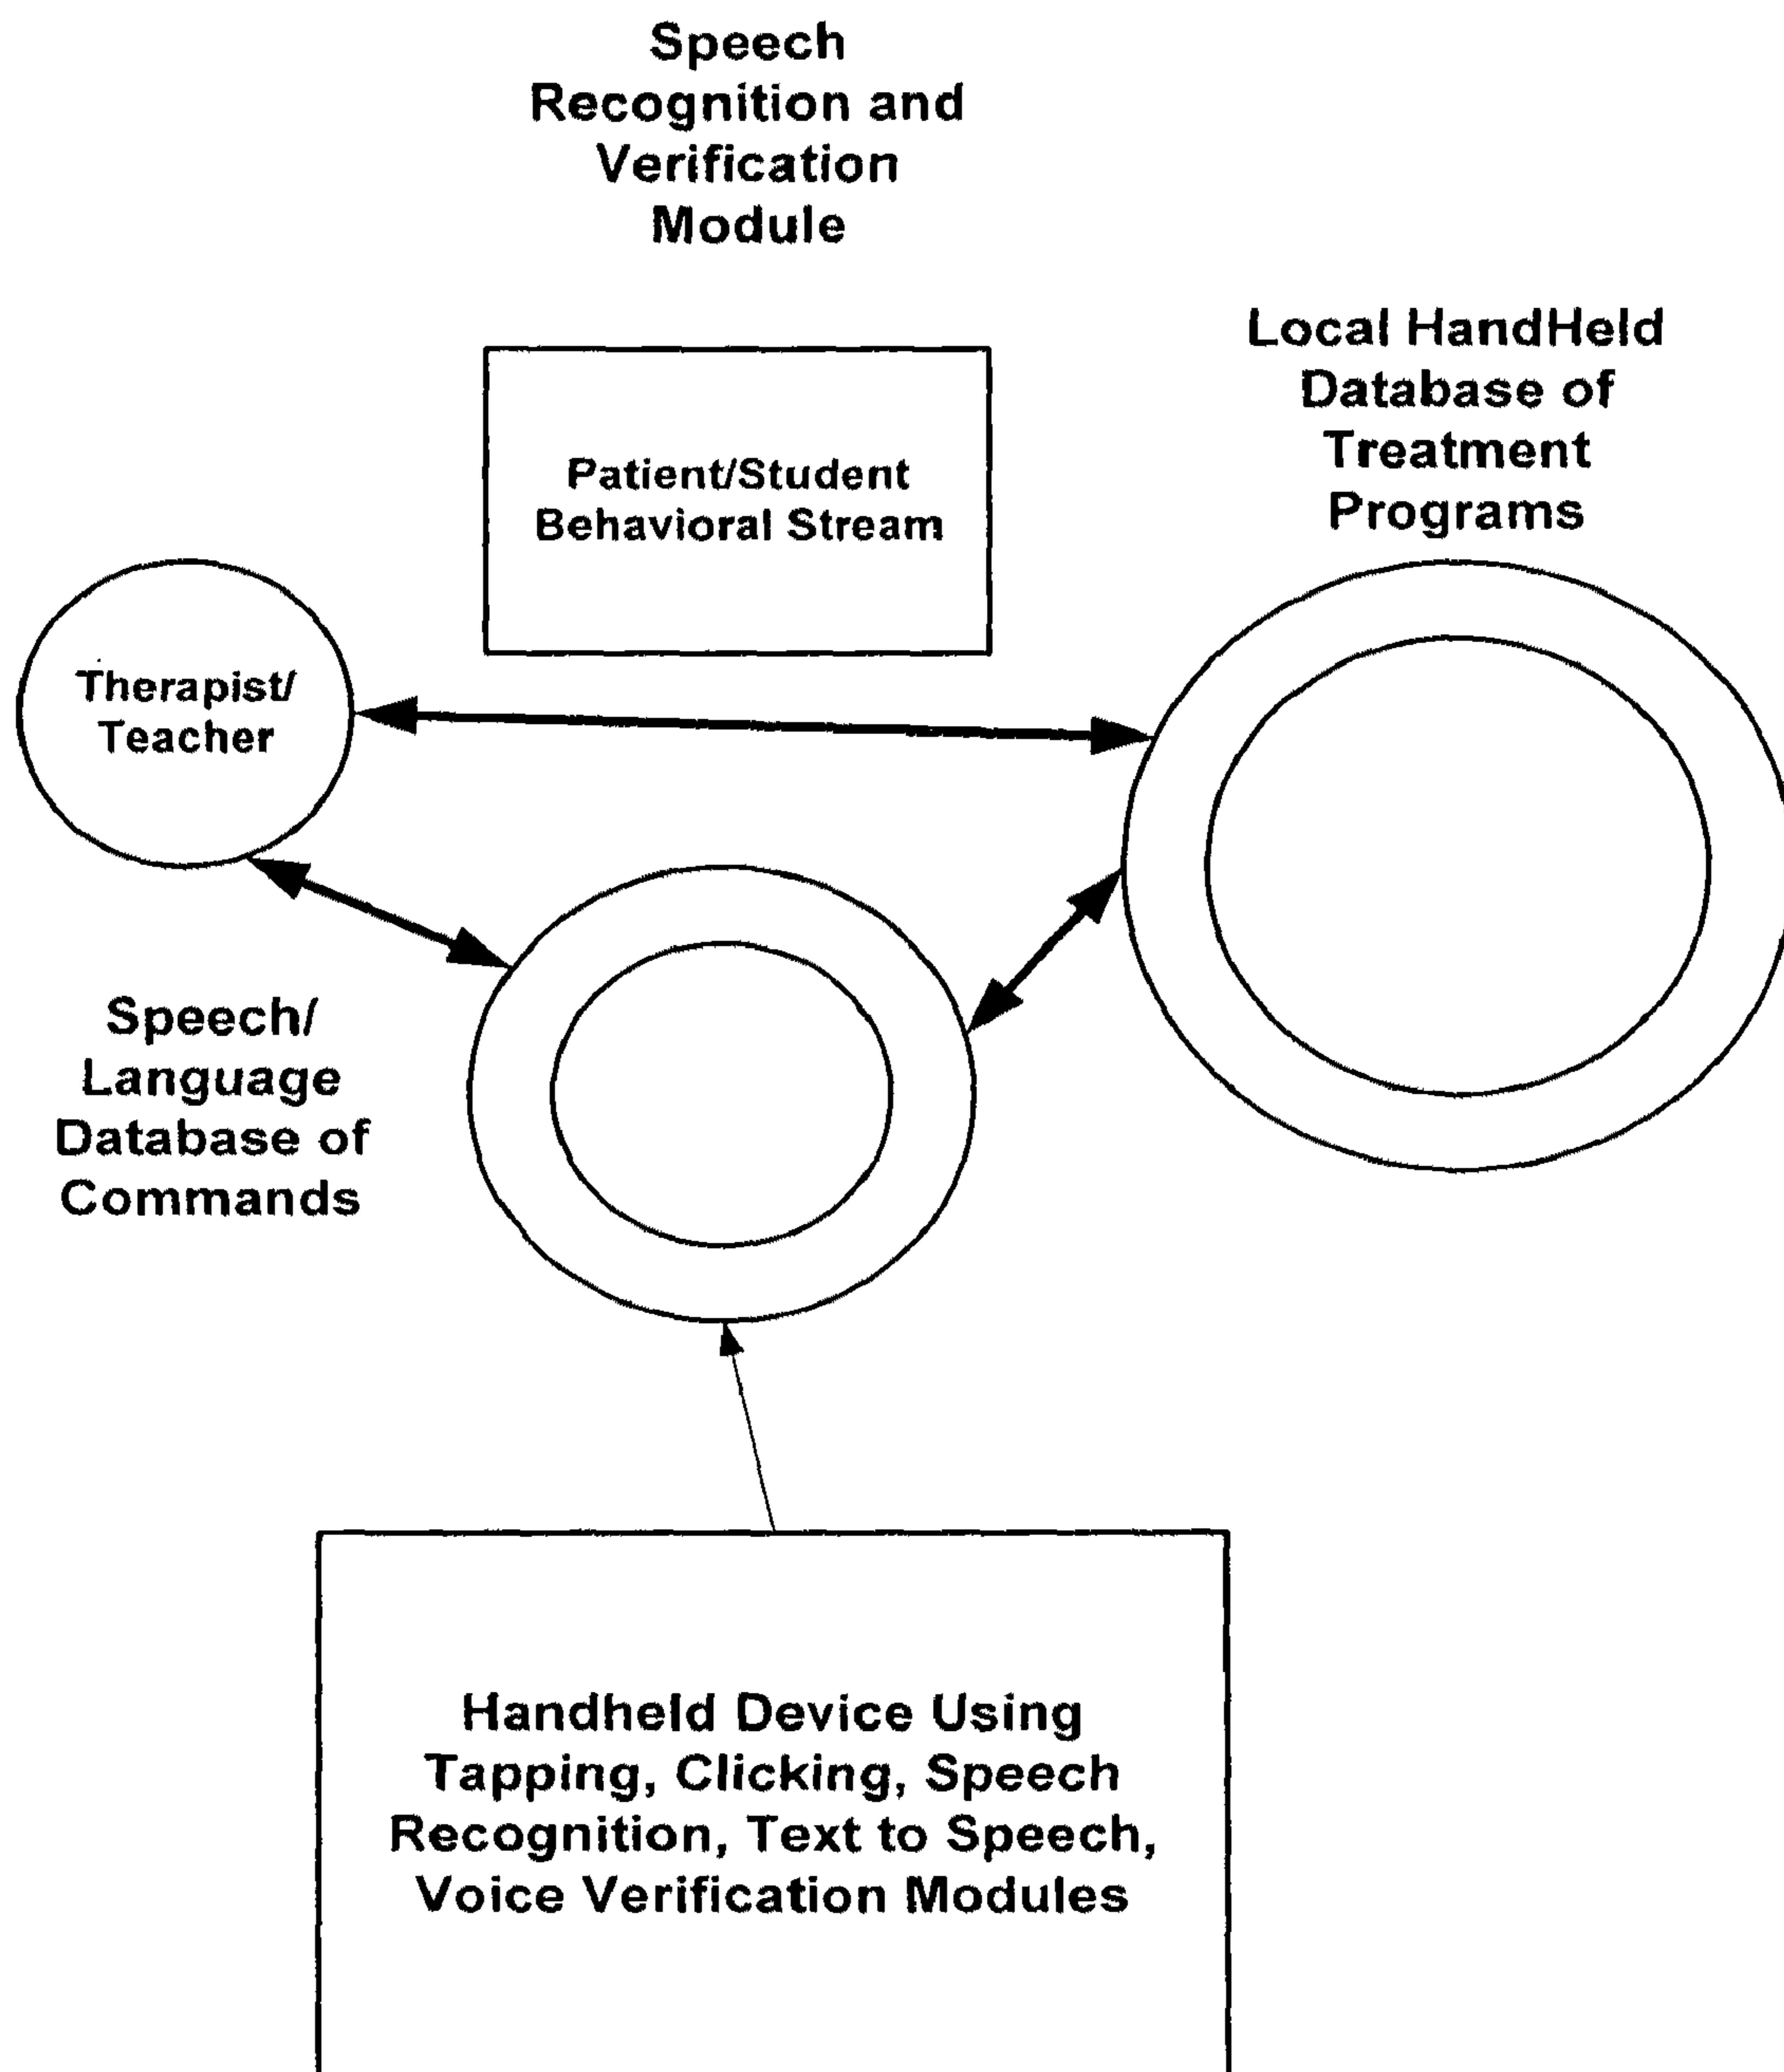 Speech
Recognition and
Verification
Module
Local HandHeld
Database of
Treatment
Programs
Patient/Student
Behavioral Stream
Therapist/
Teacher
Speech/
Language
Database of
Commands
Handheld Device Using
Tapping, Clicking, Speech
Recognition, Text to Speech,
Voice Verification Modules